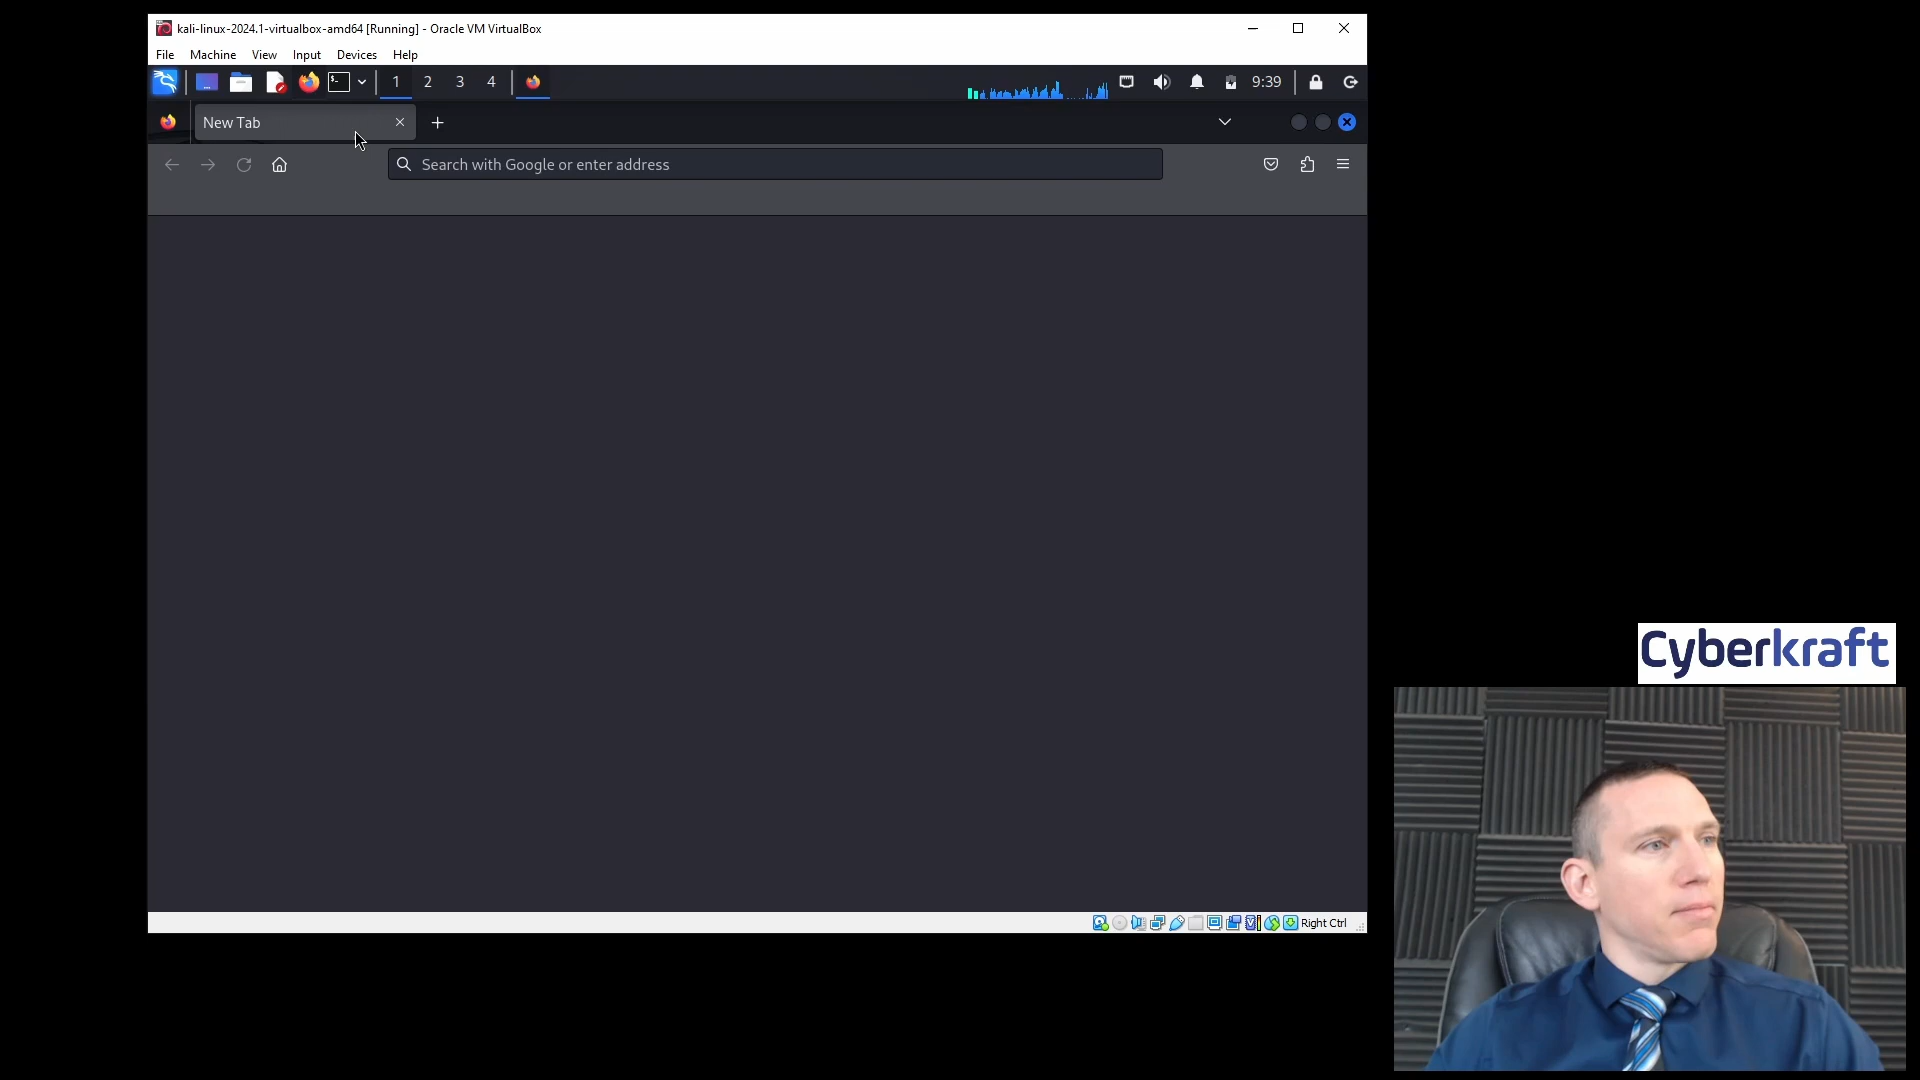 kali-linux-2024.1-virtualbox-amd64 [Running] - Oracle VM VirtualBox
File Machine View Input Devices Help
1 2 3 4 9:39
New Tab
Search with Google or enter address
Right Ctrl
Cyberkraft